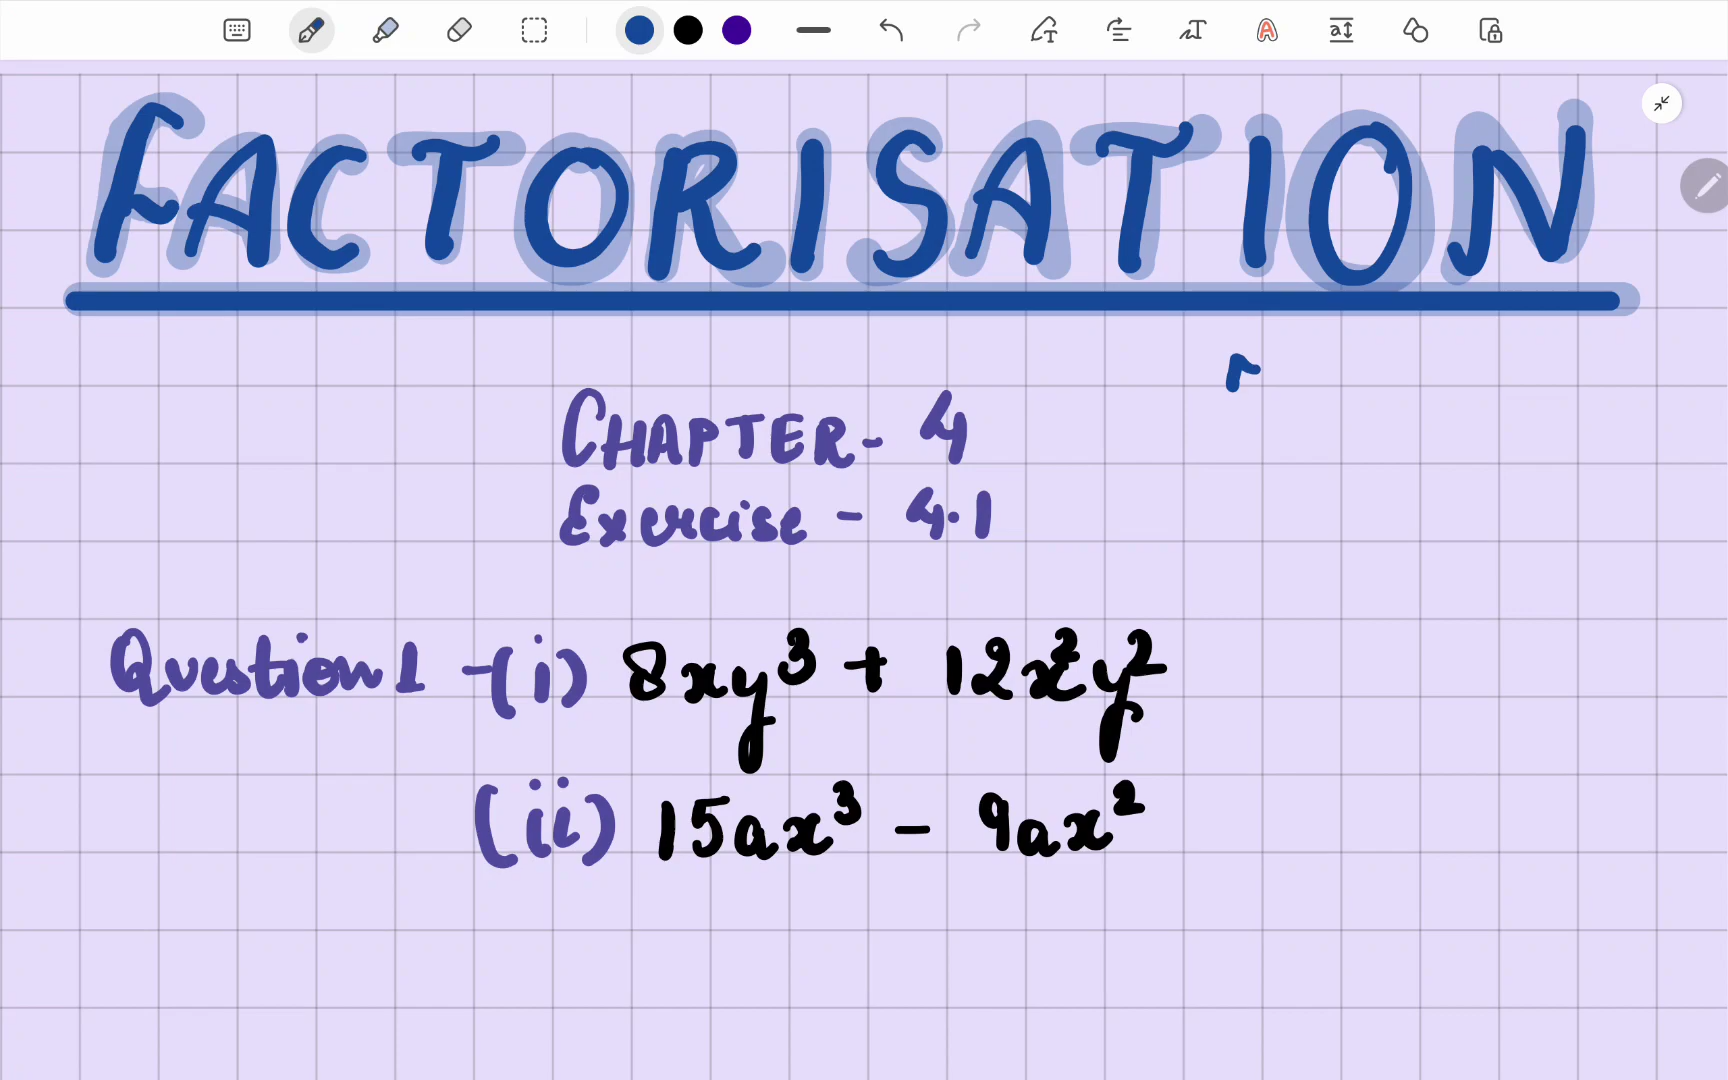 FACTORISATION
CHAPTER - 4
Exercise - 4.1
Question 1 - (i) 8xy³ + 12x²y²
(ii) 15ax³ - 9ax²